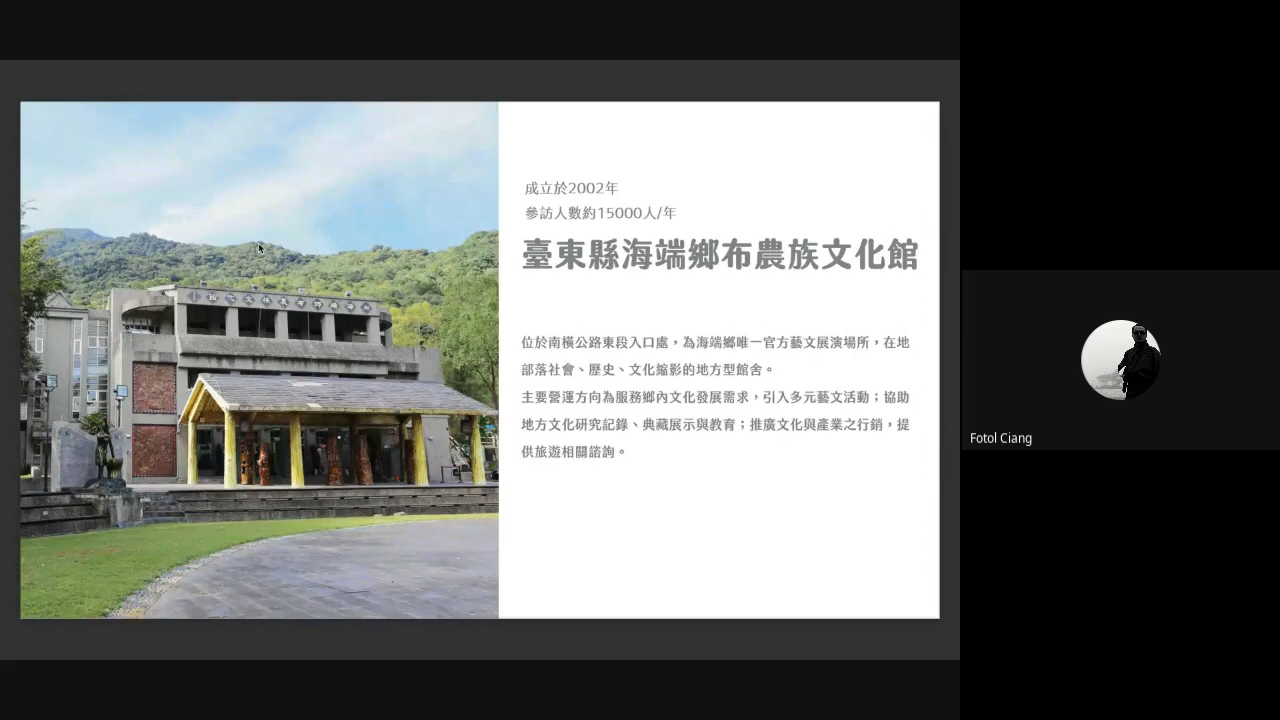 成立於2002年
參訪人數約15000人/年
臺東縣海端鄉布農族文化館
位於南橫公路東段入口處，為海端鄉唯一官方藝文展演場所，在地
部落社會、歷史、文化縮影的地方型館舍。
主要營運方向為服務鄉內文化發展需求，引入多元藝文活動；協助
地方文化研究記錄、典藏展示與教育；推廣文化與產業之行銷，提
供旅遊相關諮詢。
Fotol Ciang